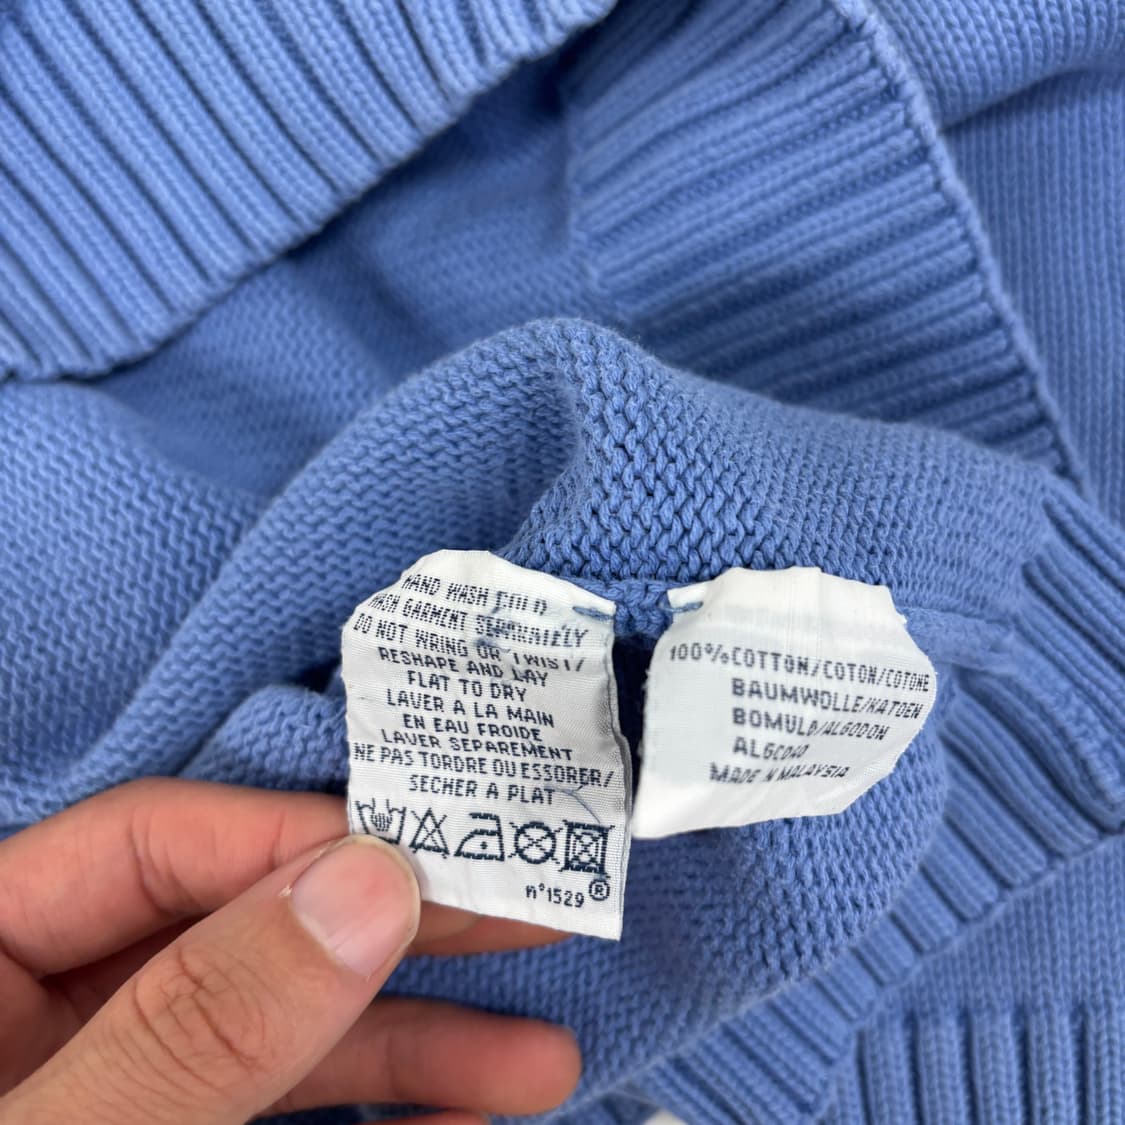 HAND WASH COLD
WASH GARMENT SEPARATELY
DO NOT WRING OR TWIST/
RESHAPE AND LAY
FLAT TO DRY
LAVER A LA MAIN
EN EAU FROIDE
LAVER SEPAREMENT
NE PAS TORDRE OU ESSORER/
SECHER A PLAT
n°1529®
100%COTTON/COTON/COTONE
BAUMWOLLE/KATOEN
BOMULD/ALGODON
ALGODAO
MADE IN MALAYSIA